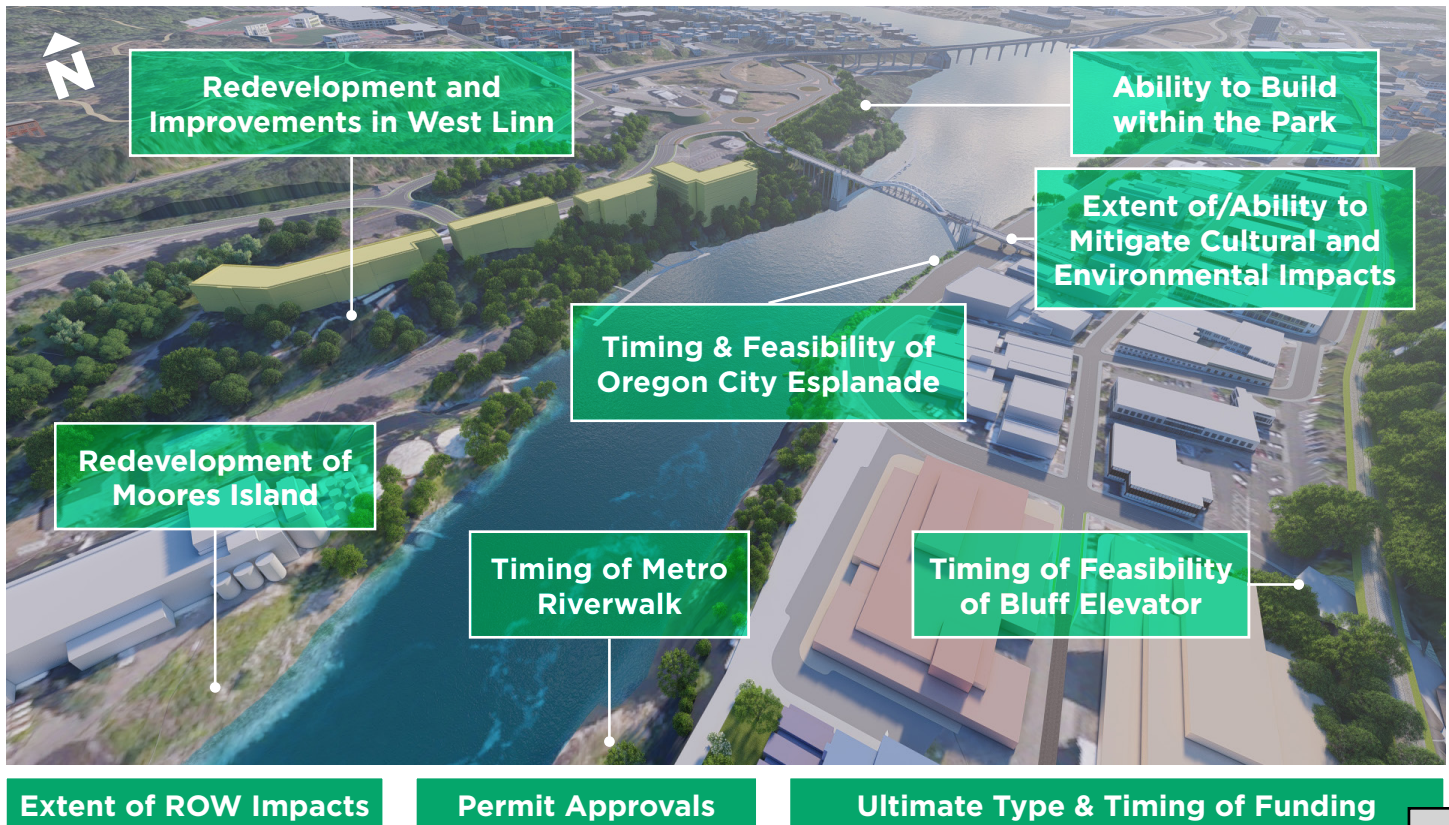 N
Redevelopment and
Improvements in West Linn
Ability to Build
within the Park
Extent of/Ability to
Mitigate Cultural and
Environmental Impacts
Timing & Feasibility of
Oregon City Esplanade
Redevelopment of
Moores Island
Timing of Metro
Riverwalk
Timing of Feasibility
of Bluff Elevator
Extent of ROW Impacts
Permit Approvals
Ultimate Type & Timing of Funding